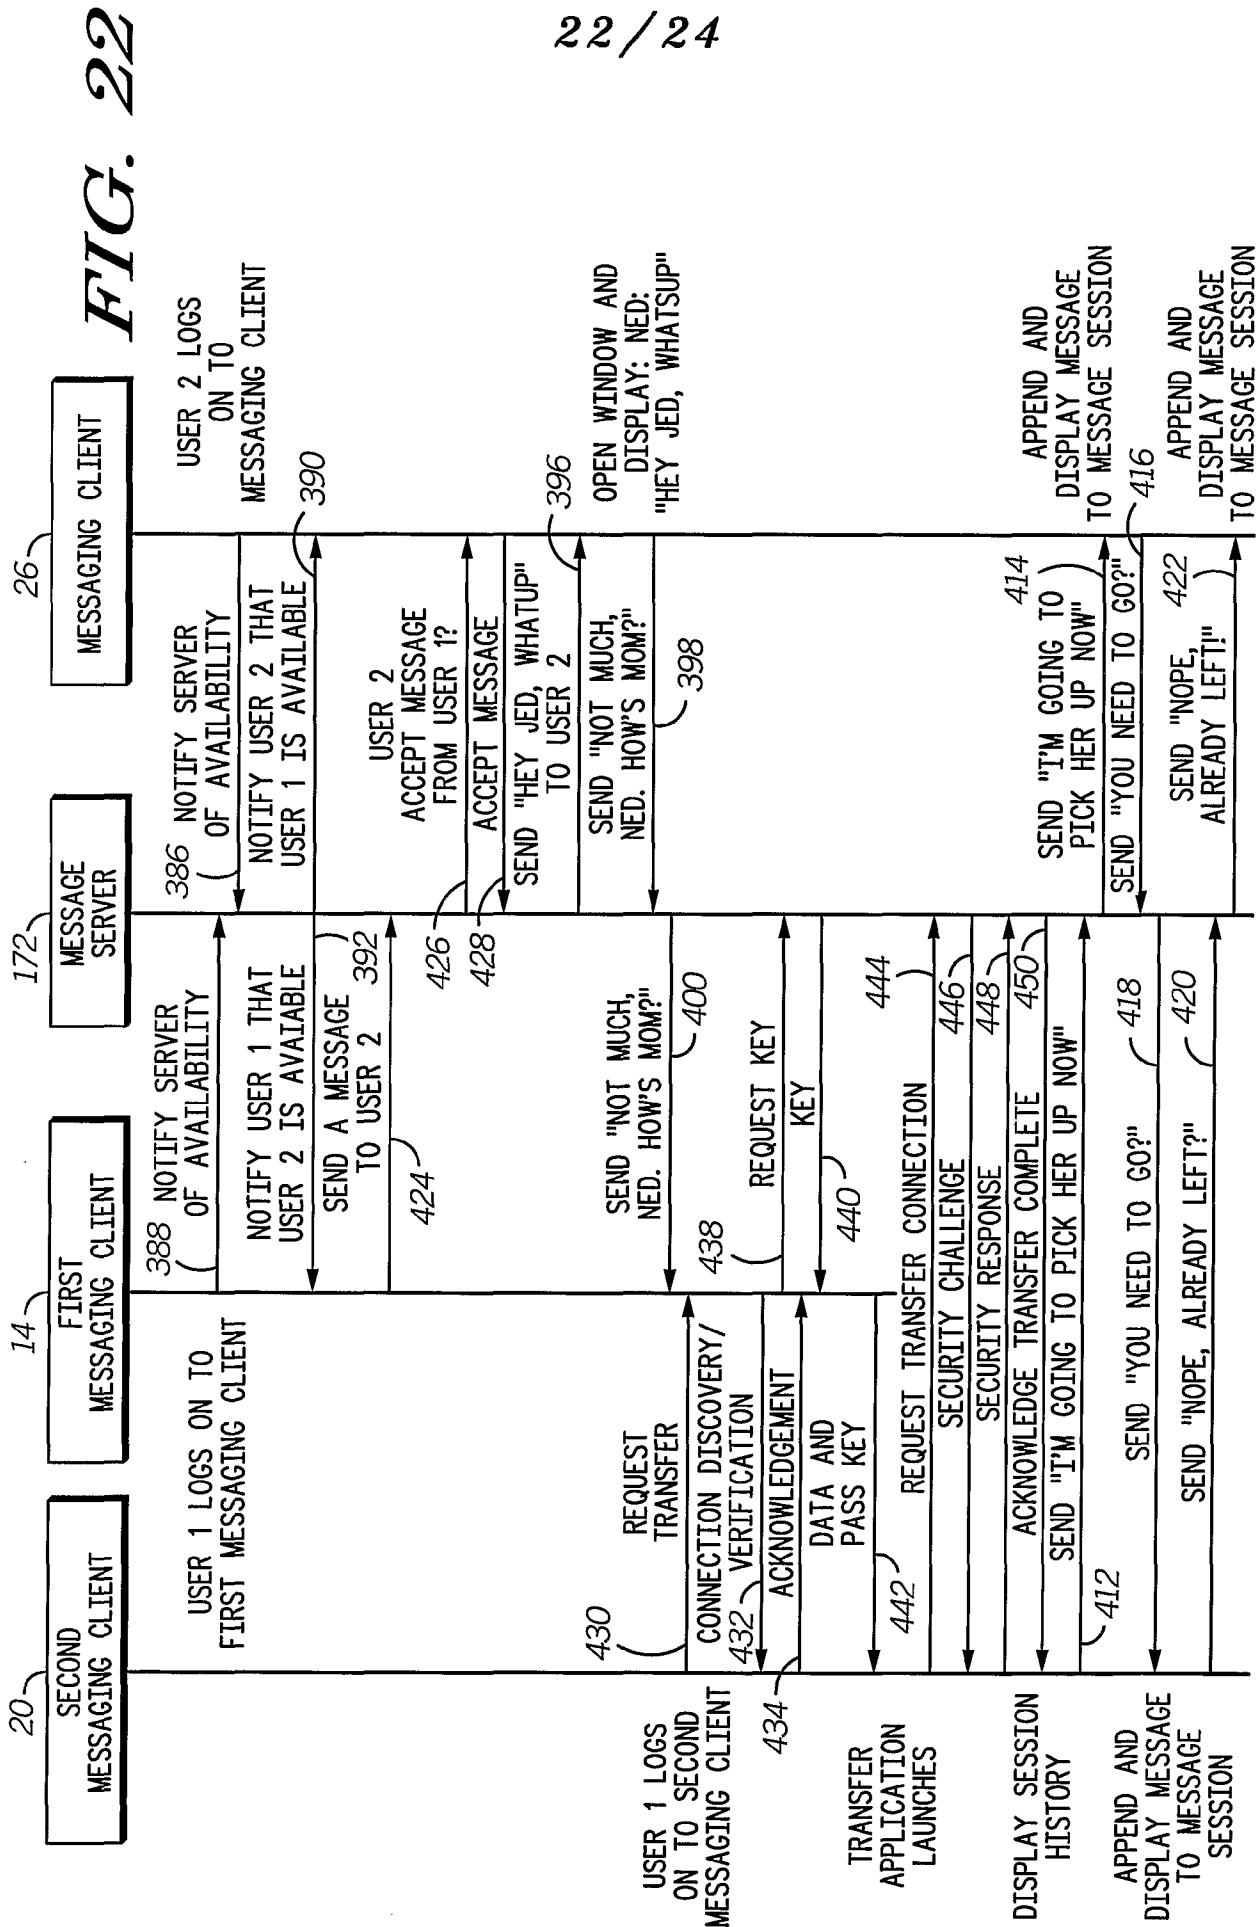 22/24
FIG. 22
20
SECOND
MESSAGING CLIENT
14
FIRST
MESSAGING CLIENT
172
MESSAGE
SERVER
26
MESSAGING CLIENT
USER 1 LOGS ON TO
FIRST MESSAGING CLIENT
388
NOTIFY SERVER
OF AVAILABILITY
386
NOTIFY SERVER
OF AVAILABILITY
USER 2 LOGS
ON TO
MESSAGING CLIENT
NOTIFY USER 1 THAT
USER 2 IS AVAIABLE
392
NOTIFY USER 2 THAT
USER 1 IS AVAILABLE
390
SEND A MESSAGE
TO USER 2
424
USER 2
ACCEPT MESSAGE
FROM USER 1?
426
ACCEPT MESSAGE
428
SEND "HEY JED, WHATUP"
TO USER 2
396
OPEN WINDOW AND
DISPLAY: NED:
"HEY JED, WHATSUP"
SEND "NOT MUCH,
NED. HOW'S MOM?"
398
SEND "NOT MUCH,
NED. HOW'S MOM?"
400
USER 1 LOGS
ON TO SECOND
MESSAGING CLIENT
430
REQUEST
TRANSFER
CONNECTION DISCOVERY/
VERIFICATION
432
ACKNOWLEDGEMENT
434
438
REQUEST KEY
KEY
440
DATA AND
PASS KEY
442
TRANSFER
APPLICATION
LAUNCHES
REQUEST TRANSFER CONNECTION
444
SECURITY CHALLENGE
446
SECURITY RESPONSE
448
ACKNOWLEDGE TRANSFER COMPLETE
450
DISPLAY SESSION
HISTORY
SEND "I'M GOING TO PICK HER UP NOW"
412
SEND "I'M GOING TO
PICK HER UP NOW"
414
APPEND AND
DISPLAY MESSAGE
TO MESSAGE SESSION
SEND "YOU NEED TO GO?"
416
SEND "YOU NEED TO GO?"
418
APPEND AND
DISPLAY MESSAGE
TO MESSAGE
SESSION
SEND "NOPE, ALREADY LEFT?"
420
SEND "NOPE,
ALREADY LEFT!"
422
APPEND AND
DISPLAY MESSAGE
TO MESSAGE SESSION